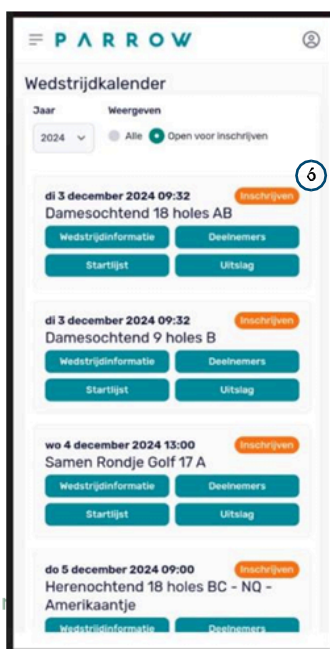 PARROW
Wedstrijdkalender
Jaar Weergeven
2024 Alle Open voor inschrijven
6
di 3 december 2024 09:32 Inschrijven
Damesochtend 18 holes AB
Wedstrijdinformatie Deelnemers
Startlijst Uitslag
di 3 december 2024 09:32 Inschrijven
Damesochtend 9 holes B
Wedstrijdinformatie Deelnemers
Startlijst Uitslag
wo 4 december 2024 13:00 Inschrijven
Samen Rondje Golf 17 A
Wedstrijdinformatie Deelnemers
Startlijst Uitslag
do 5 december 2024 09:00 Inschrijven
Herenochtend 18 holes BC - NQ -
Amerikaantje
Wedstrijdinformatie Deelnemers